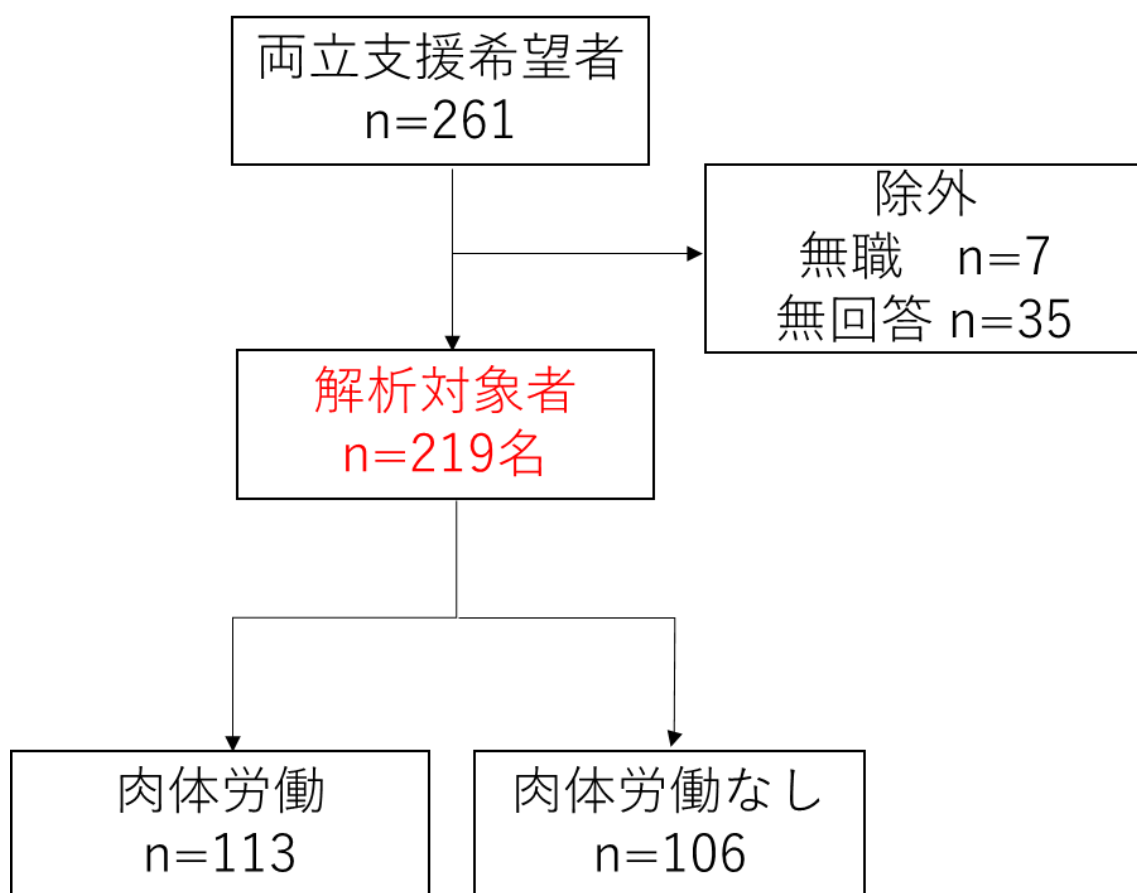 両立支援希望者
n=261
除外
無職　n=7
無回答 n=35
解析対象者
n=219名
肉体労働
n=113
肉体労働なし
n=106